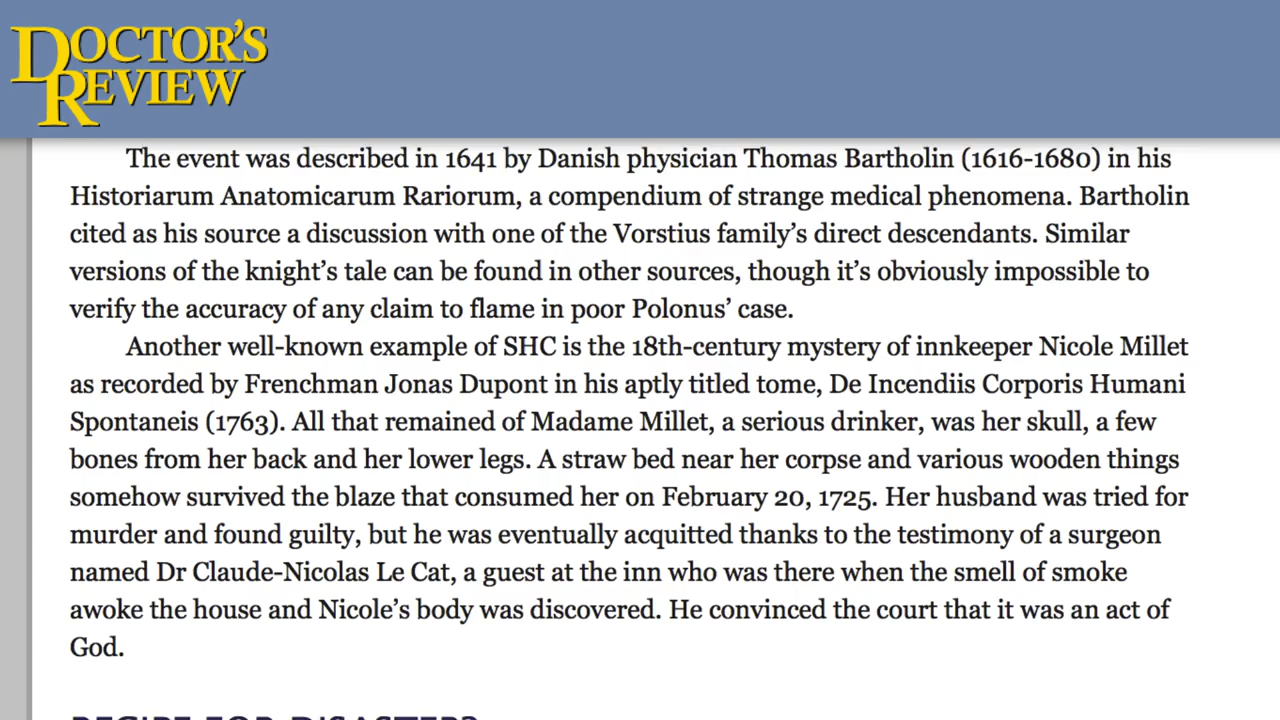 DOCTOR'S
REVIEW
The event was described in 1641 by Danish physician Thomas Bartholin (1616-1680) in his
Historiarum Anatomicarum Rariorum, a compendium of strange medical phenomena. Bartholin
cited as his source a discussion with one of the Vorstius family's direct descendants. Similar
versions of the knight's tale can be found in other sources, though it's obviously impossible to
verify the accuracy of any claim to flame in poor Polonus' case.
Another well-known example of SHC is the 18th-century mystery of innkeeper Nicole Millet
as recorded by Frenchman Jonas Dupont in his aptly titled tome, De Incendiis Corporis Humani
Spontaneis (1763). All that remained of Madame Millet, a serious drinker, was her skull, a few
bones from her back and her lower legs. A straw bed near her corpse and various wooden things
somehow survived the blaze that consumed her on February 20, 1725. Her husband was tried for
murder and found guilty, but he was eventually acquitted thanks to the testimony of a surgeon
named Dr Claude-Nicolas Le Cat, a guest at the inn who was there when the smell of smoke
awoke the house and Nicole's body was discovered. He convinced the court that it was an act of
God.
RECIPE FOR DISASTER?